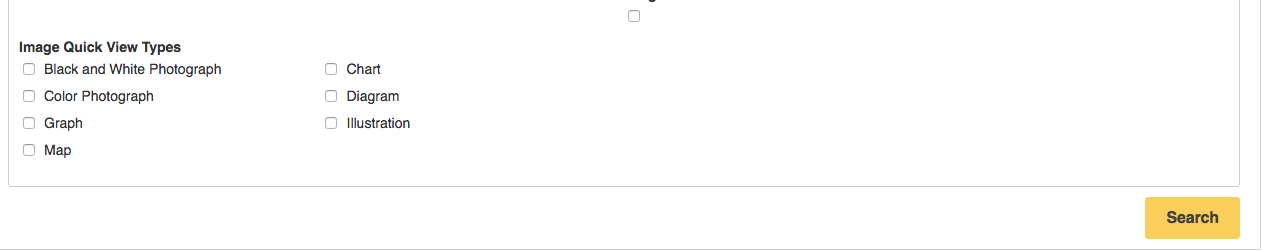 Image Quick View Types
Black and White Photograph
Chart
Color Photograph
Diagram
Graph
Illustration
Map
Search